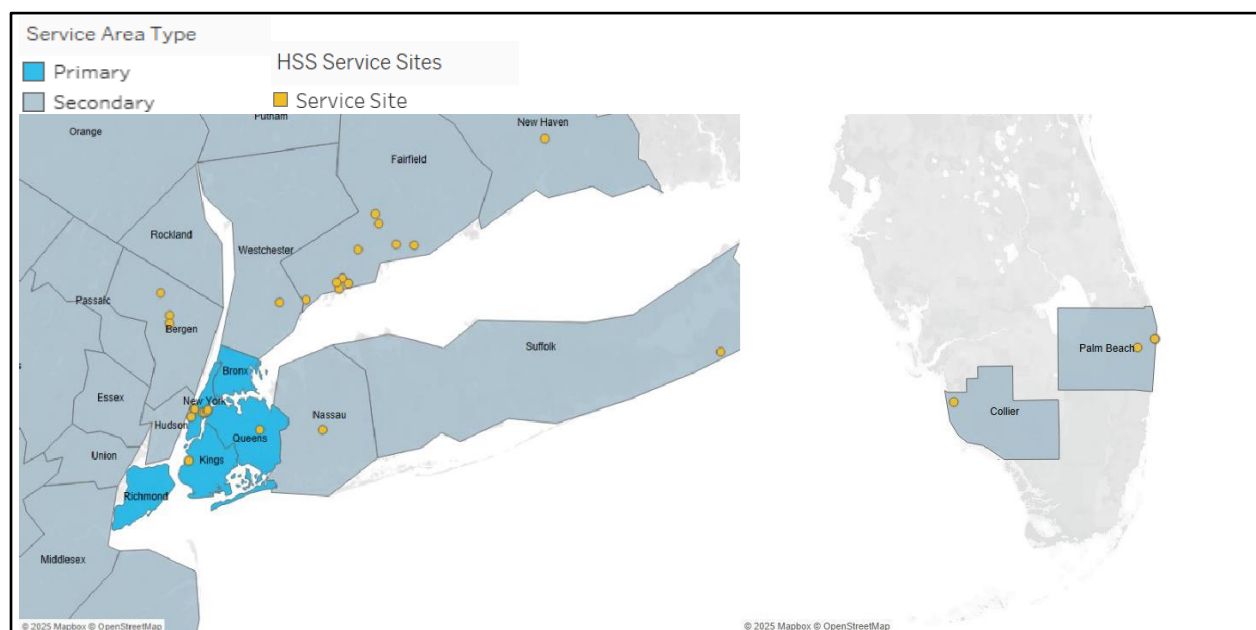 Service Area Type
Primary
Secondary
HSS Service Sites
Service Site
Orange
Putnam
New Haven
Fairfield
Rockland
Westchester
Passaic
Bergen
Suffolk
Palm Beach
Bronx
Essex
New York
Nassau
Collier
Hudson
Queens
Union
Kings
Richmond
Middlesex
© 2025 Mapbox © OpenStreetMap
© 2025 Mapbox © OpenStreetMap